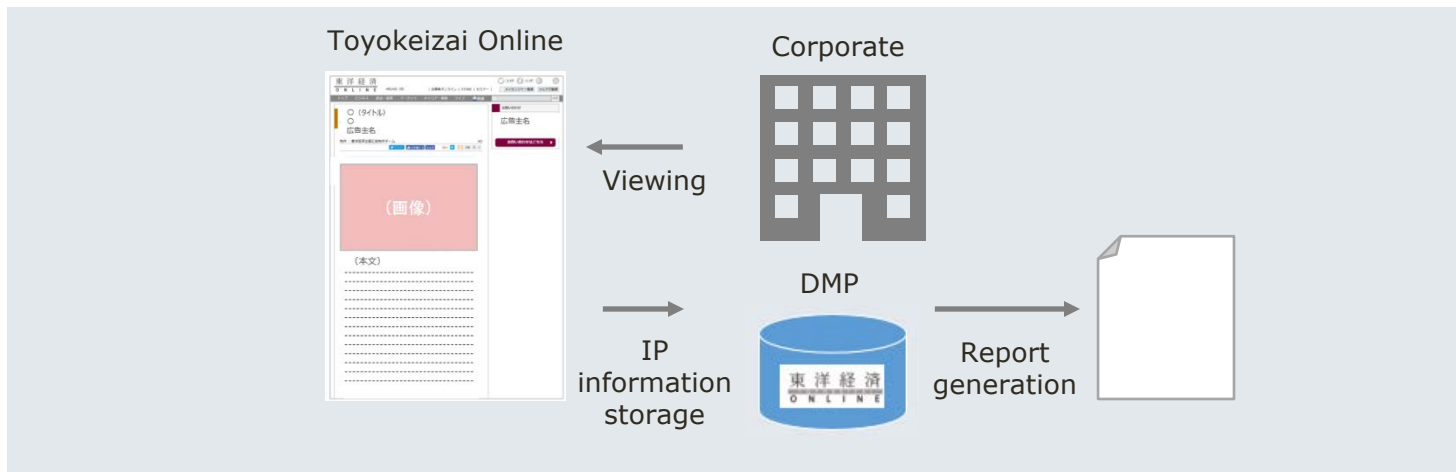 Toyokeizai Online
東洋経済
ONLINE
○(タイトル)
○
広告主名
広告主名
(画像)
(本文)
Corporate
Viewing
IP
information
storage
DMP
東洋経済
ONLINE
Report
generation